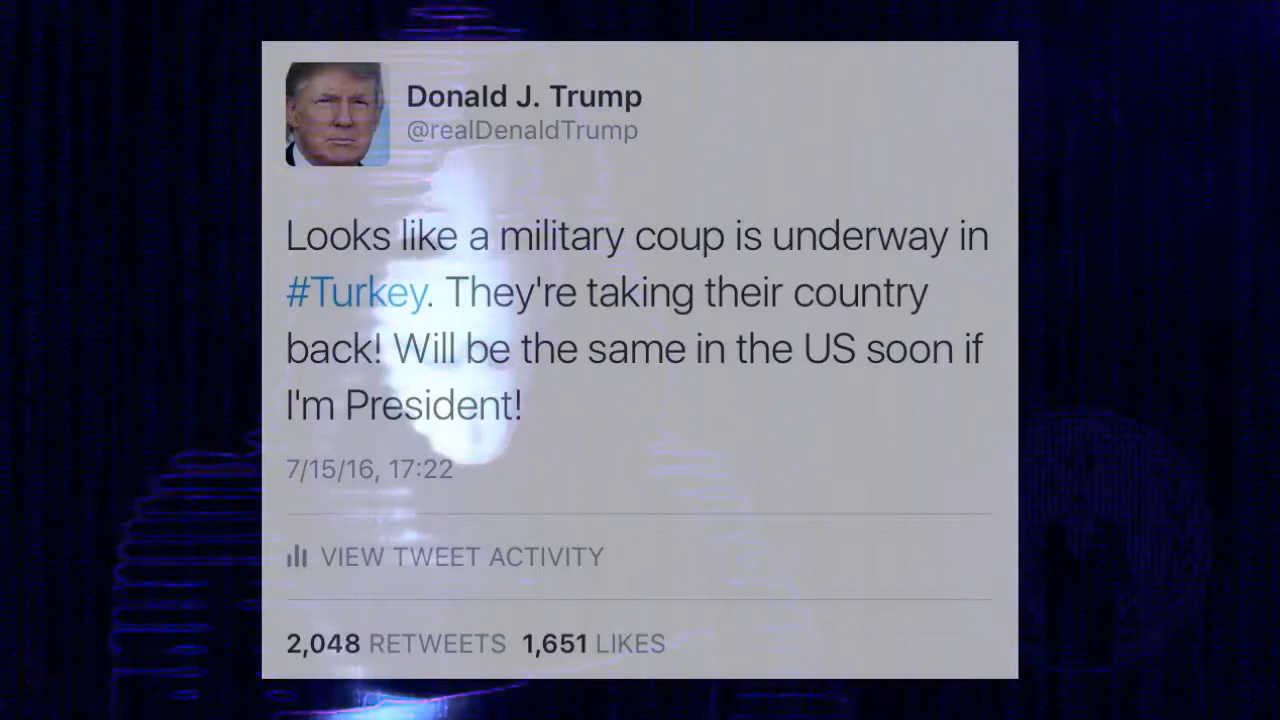 Donald J. Trump
@realDenaldTrump
Looks like a military coup is underway in
#Turkey. They're taking their country
back! Will be the same in the US soon if
I'm President!
7/15/16, 17:22
VIEW TWEET ACTIVITY
2,048 RETWEETS 1,651 LIKES